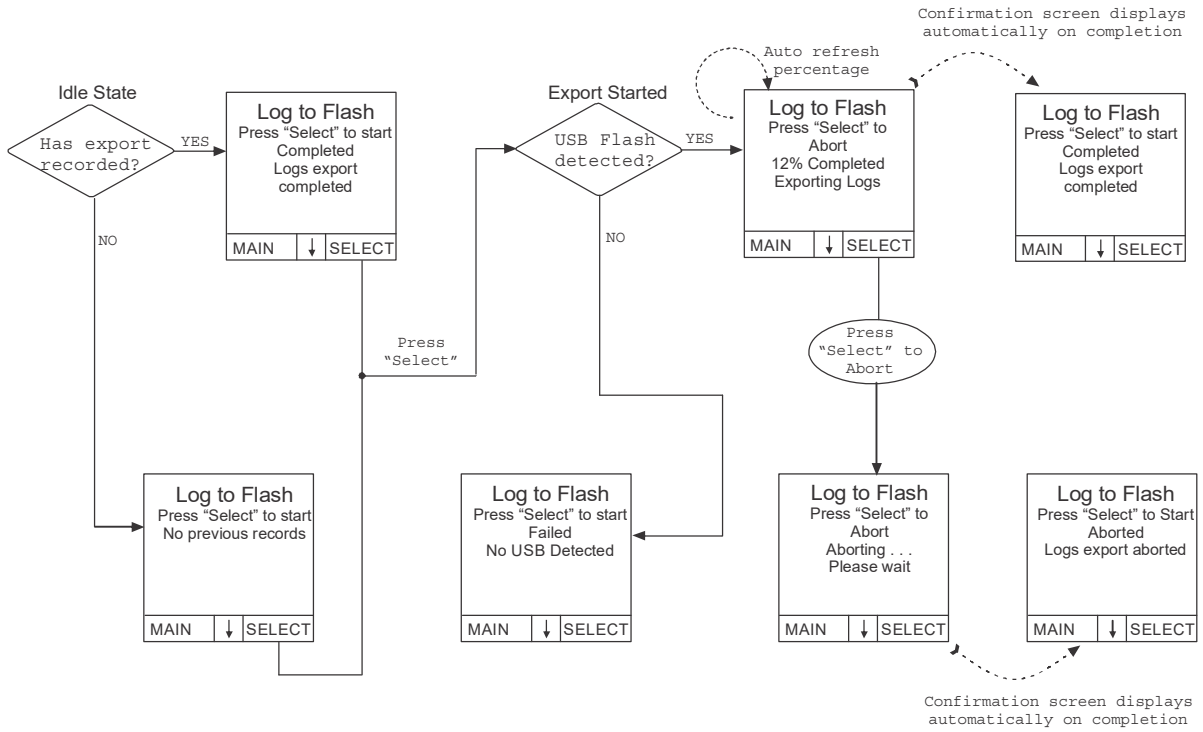 Confirmation screen displays
automatically on completion
Auto refresh
percentage
Idle State
Has export
recorded?
YES
NO
Log to Flash
Press “Select” to start
Completed
Logs export
completed
MAIN ↓ SELECT
Press
“Select”
Export Started
USB Flash
detected?
YES
NO
Log to Flash
Press “Select” to
Abort
12% Completed
Exporting Logs
MAIN ↓ SELECT
Log to Flash
Press “Select” to start
Completed
Logs export
completed
MAIN ↓ SELECT
Press
“Select” to
Abort
Log to Flash
Press “Select” to start
No previous records
MAIN ↓ SELECT
Log to Flash
Press “Select” to start
Failed
No USB Detected
MAIN ↓ SELECT
Log to Flash
Press “Select” to
Abort
Aborting . . .
Please wait
MAIN ↓ SELECT
Log to Flash
Press “Select” to Start
Aborted
Logs export aborted
MAIN ↓ SELECT
Confirmation screen displays
automatically on completion